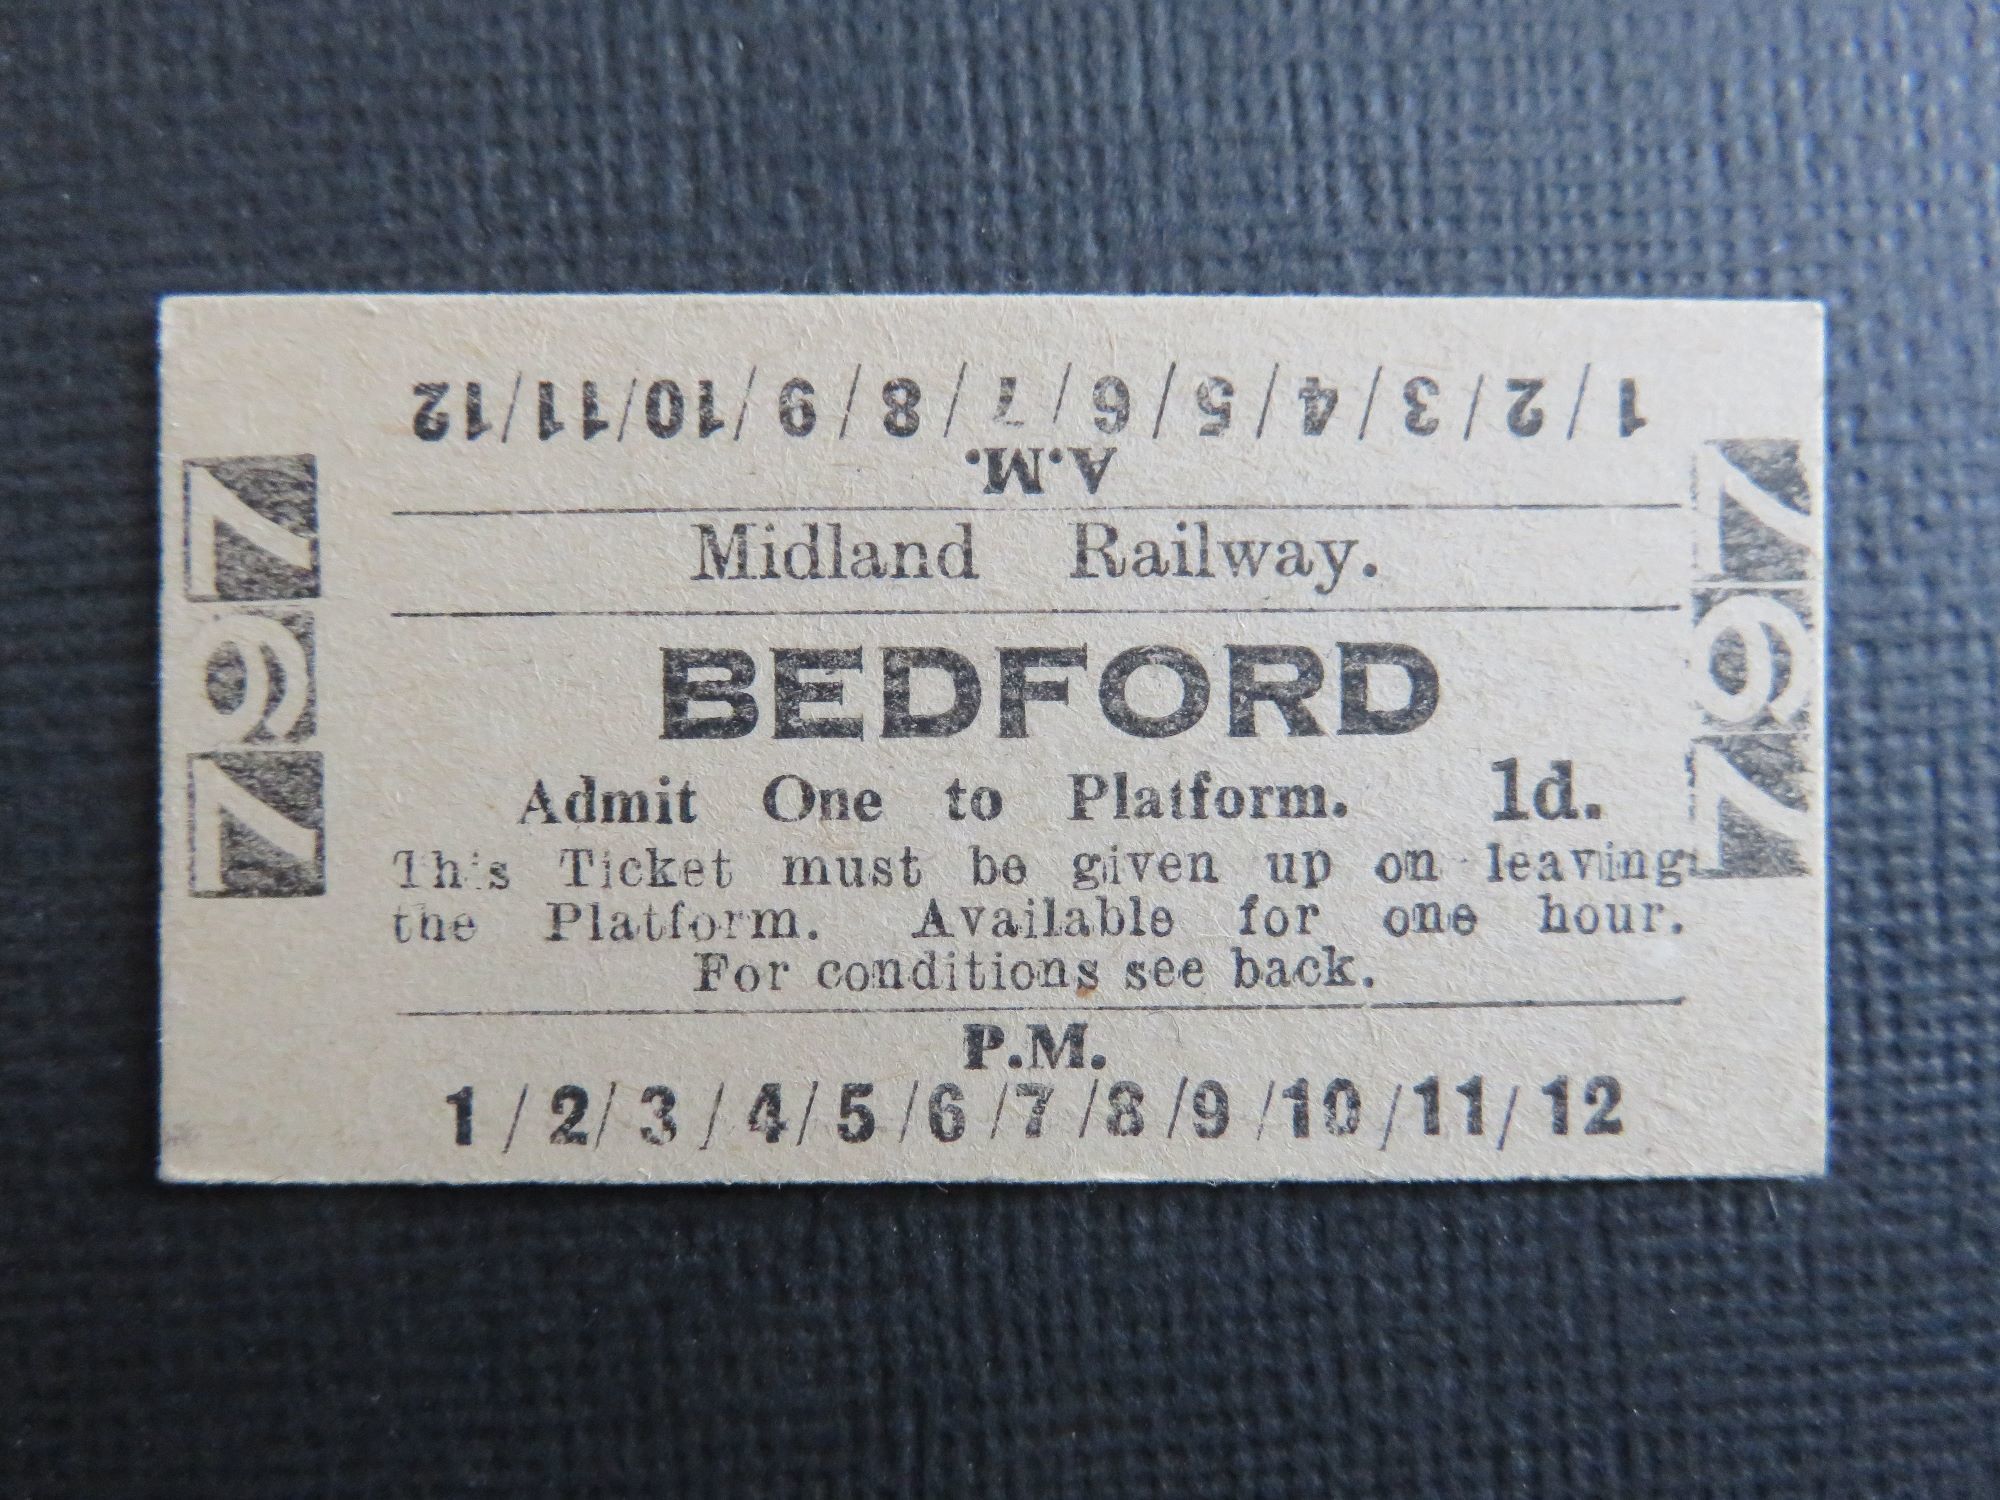 1/2/3/4/5/6/7/8/9/10/11/12
A.M.
Midland Railway.
BEDFORD
Admit One to Platform. 1d.
This Ticket must be given up on leaving
the Platform. Available for one hour.
For conditions see back.
P.M.
1/2/3/4/5/6/7/8/9/10/11/12
797
797